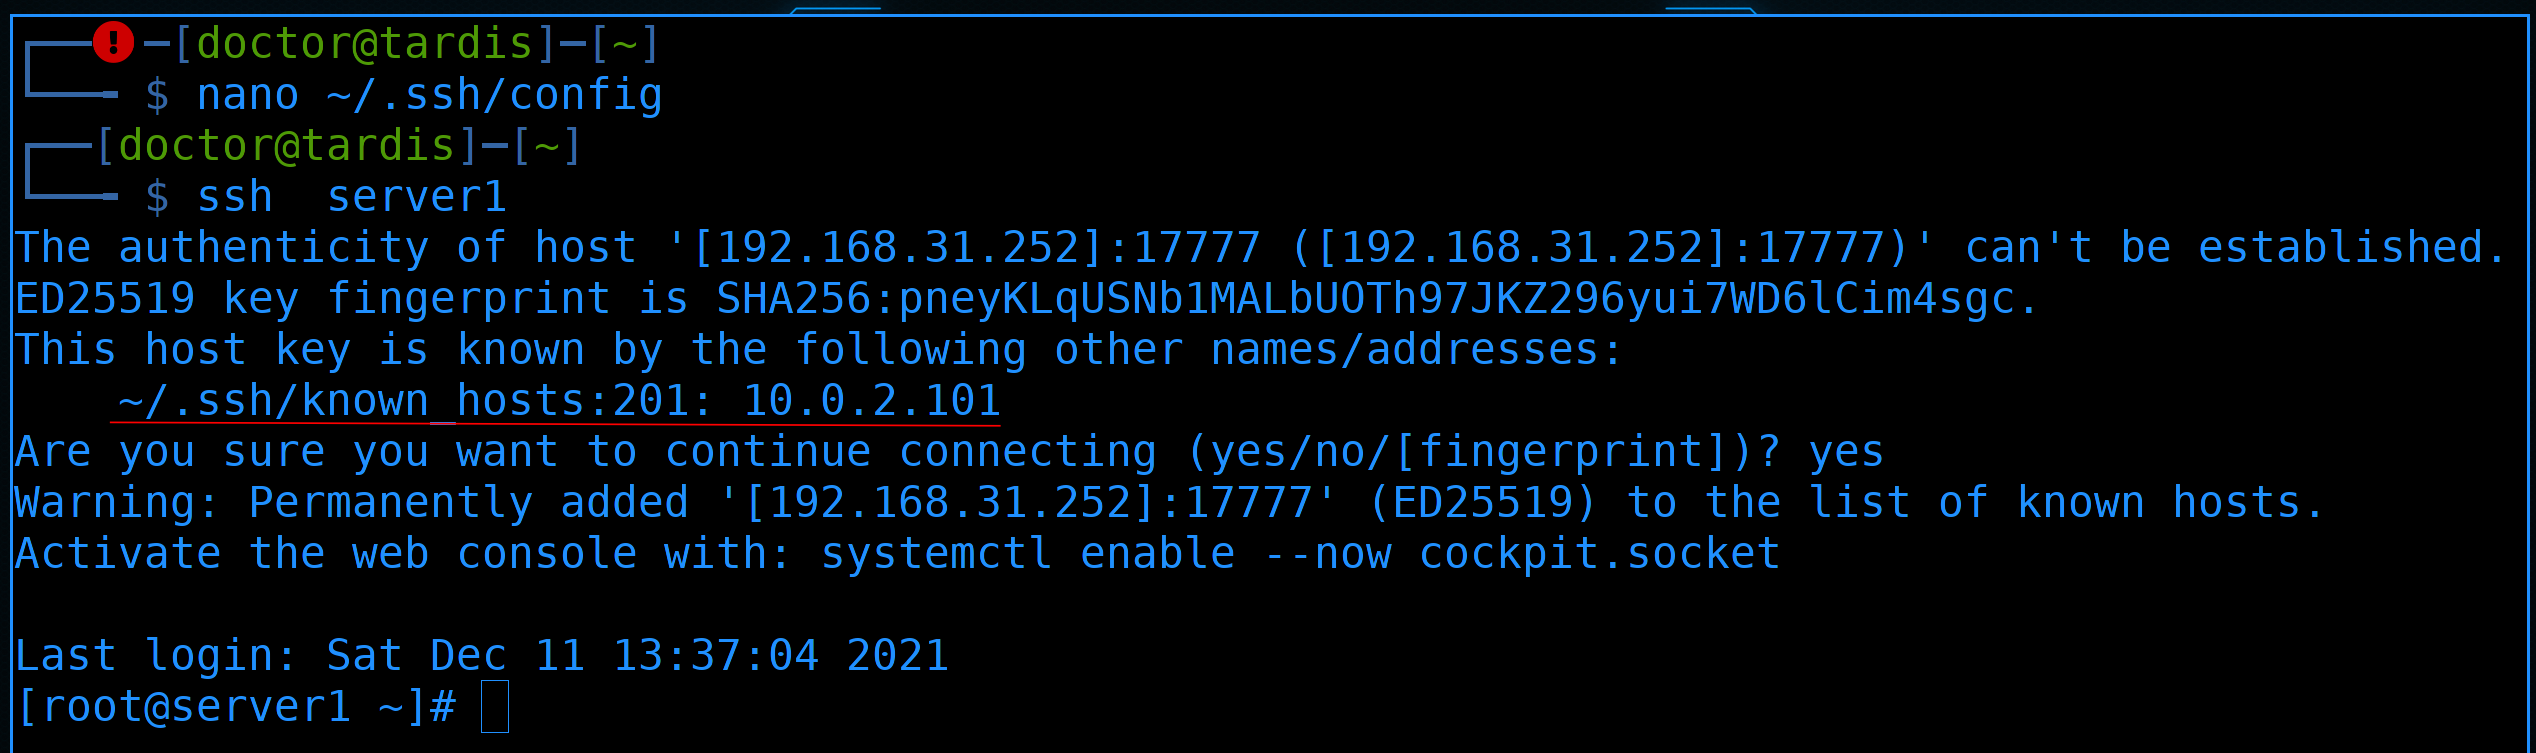 [doctor@tardis]-[~]
$ nano ~/.ssh/config
[doctor@tardis]-[~]
$ ssh  server1
The authenticity of host '[192.168.31.252]:17777 ([192.168.31.252]:17777)' can't be established.
ED25519 key fingerprint is SHA256:pneyKLqUSNb1MALbUOTh97JKZ296yui7WD6lCim4sgc.
This host key is known by the following other names/addresses:
    ~/.ssh/known_hosts:201: 10.0.2.101
Are you sure you want to continue connecting (yes/no/[fingerprint])? yes
Warning: Permanently added '[192.168.31.252]:17777' (ED25519) to the list of known hosts.
Activate the web console with: systemctl enable --now cockpit.socket
Last login: Sat Dec 11 13:37:04 2021
[root@server1 ~]#